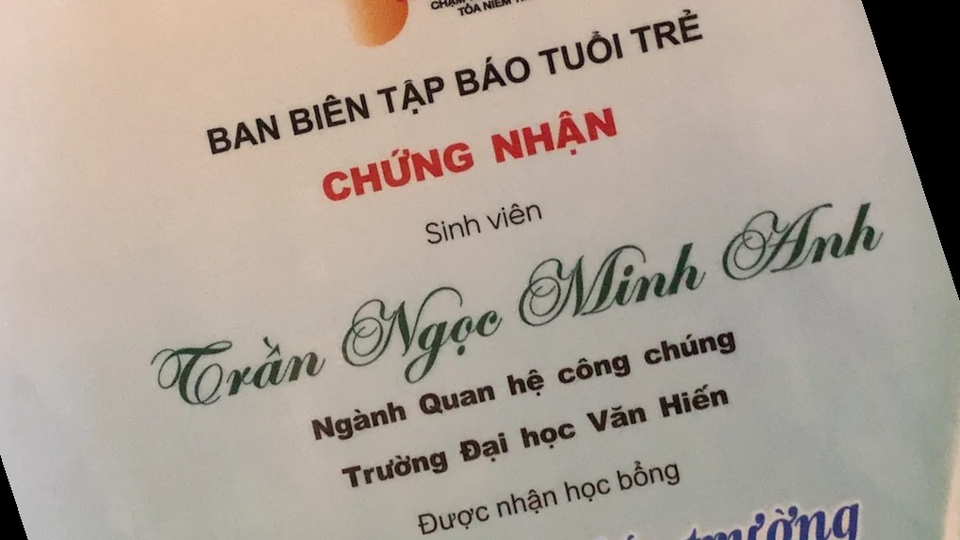 TỎA NIỀM
BAN BIÊN TẬP BÁO TUỔI TRẺ
CHỨNG NHẬN
Sinh viên
Trần Ngọc Minh Anh
Ngành Quan hệ công chúng
Trường Đại học Văn Hiến
Được nhận học bổng
trường